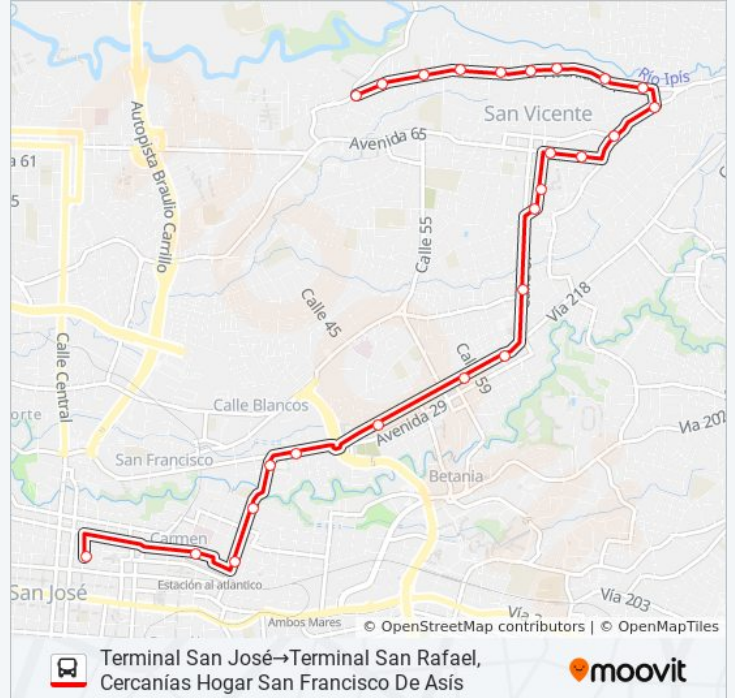 Río Ipís
San Vicente
Avenida 65
a 61
5
Autopista Braulio Carrillo
Calle 55
Calle 45
Vía 218
Calle Central
Calle 59
Calle Blancos
orte
Avenida 29
Vía 202
San Francisco
Betania
Carmen
Estación al atlantico
San José
Ambos Mares
Vía 203
© OpenStreetMap contributors | © OpenMapTiles
Terminal San José→Terminal San Rafael,
Cercanías Hogar San Francisco De Asís
moovit